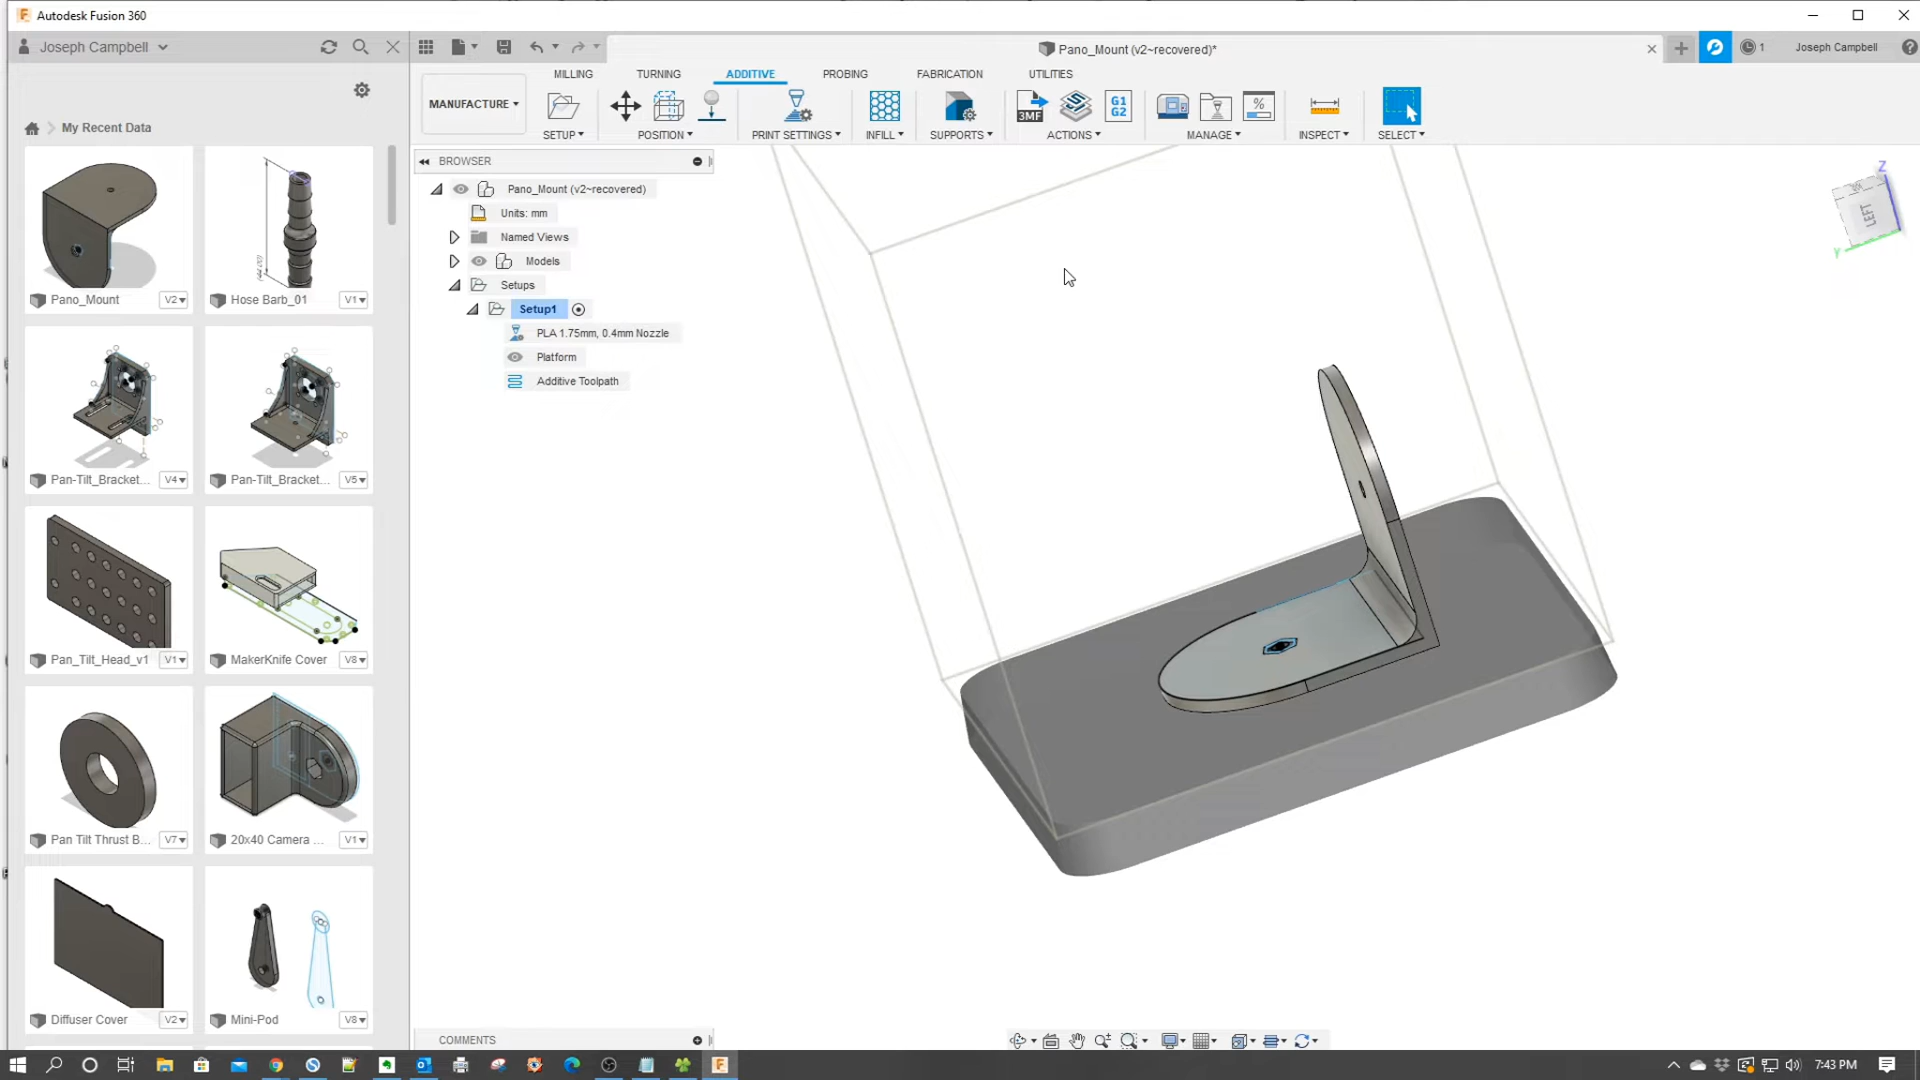 Autodesk Fusion 360
Joseph Campbell
Pano_Mount (v2~recovered)*
1
Joseph Campbell
MILLING TURNING ADDITIVE PROBING FABRICATION UTILITIES
MANUFACTURE
3MF
G1
G2
%
SETUP POSITION PRINT SETTINGS INFILL SUPPORTS ACTIONS MANAGE INSPECT SELECT
My Recent Data
Pano_Mount V2
Hose Barb_01 V1
Pan-Tilt_Bracket... V4
Pan-Tilt_Bracket... V5
Pan_Tilt_Head_v1 V1
MakerKnife Cover V8
Pan Tilt Thrust B... V7
20x40 Camera ... V1
Diffuser Cover V2
Mini-Pod V8
BROWSER
Pano_Mount (v2~recovered)
Units: mm
Named Views
Models
Setups
Setup1
PLA 1.75mm, 0.4mm Nozzle
Platform
Additive Toolpath
Z
LEFT
Y
COMMENTS
7:43 PM